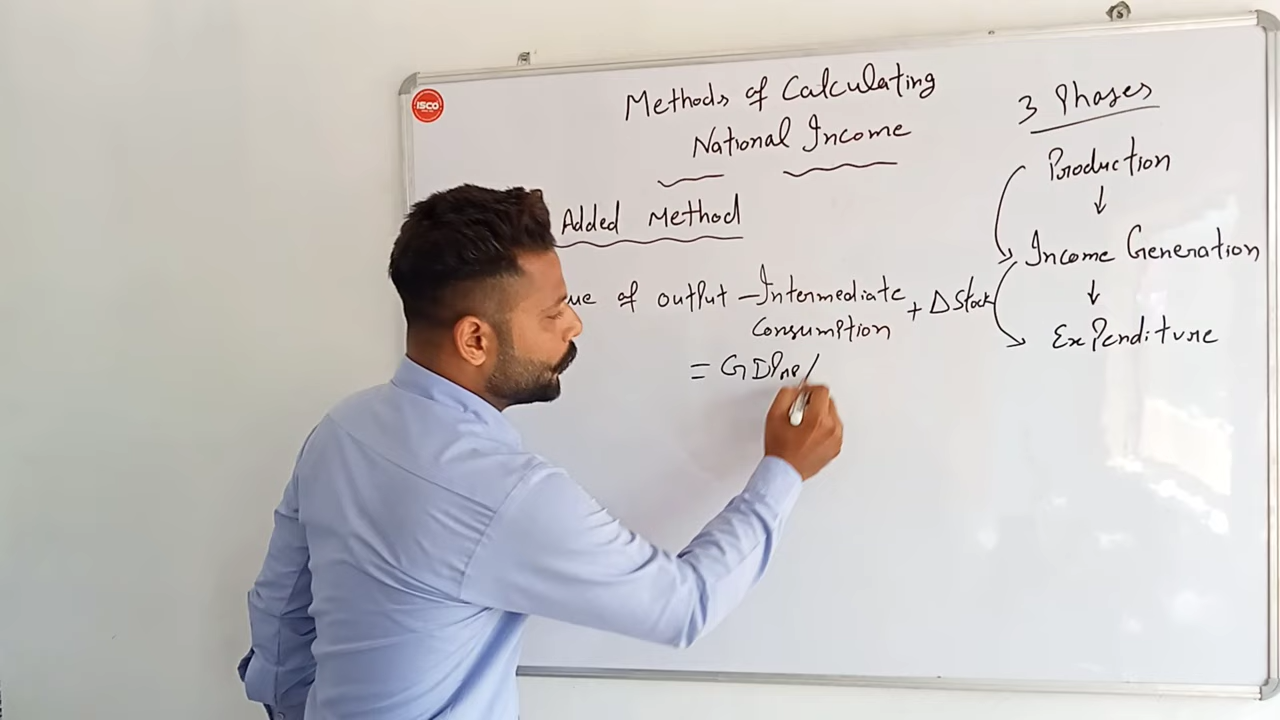 ISCO
Methods of Calculating
National Income
Added Method
of output - Intermediate
Consumption
+ Δ Stock
= GDPMP/
3 Phases
Production
↓
Income Generation
↓
Expenditure